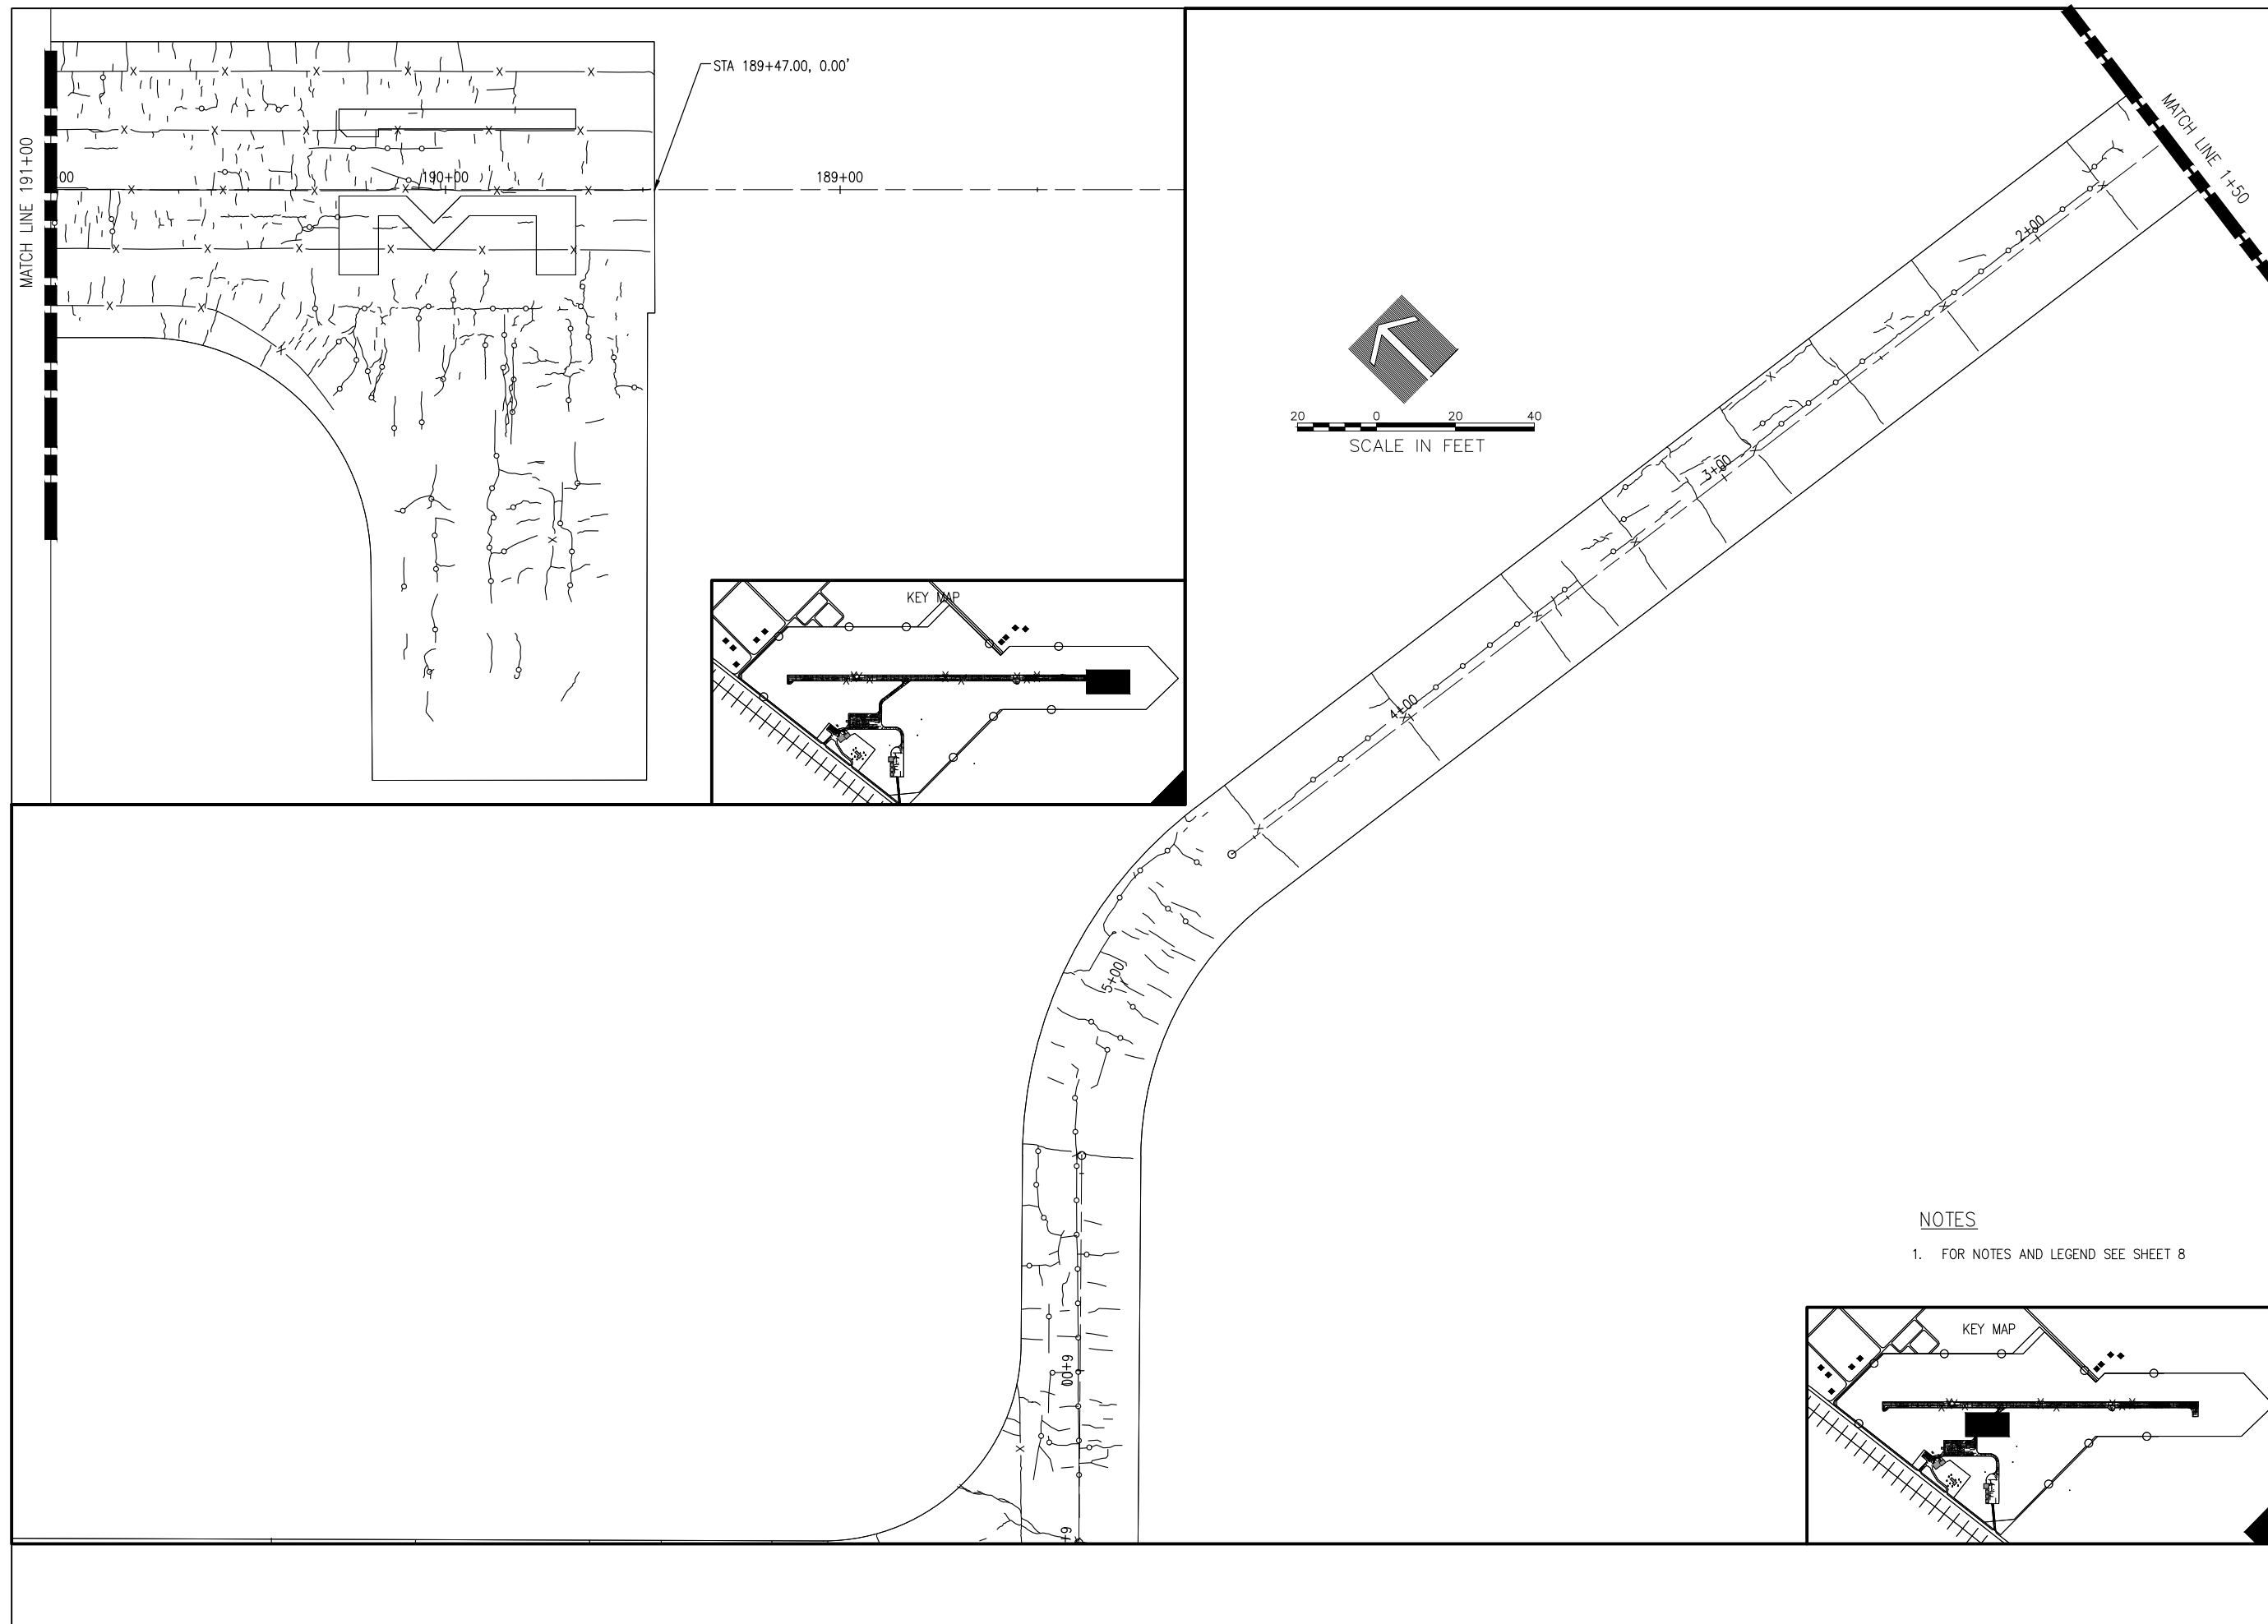 STA 189+47.00, 0.00'
MATCH LINE 191+00
00
190+00
189+00
MATCH LINE 1+50
2+00
20 0 20 40
SCALE IN FEET
3+00
KEY MAP
4+00
5+00
NOTES
1. FOR NOTES AND LEGEND SEE SHEET 8
KEY MAP
6+00
6+